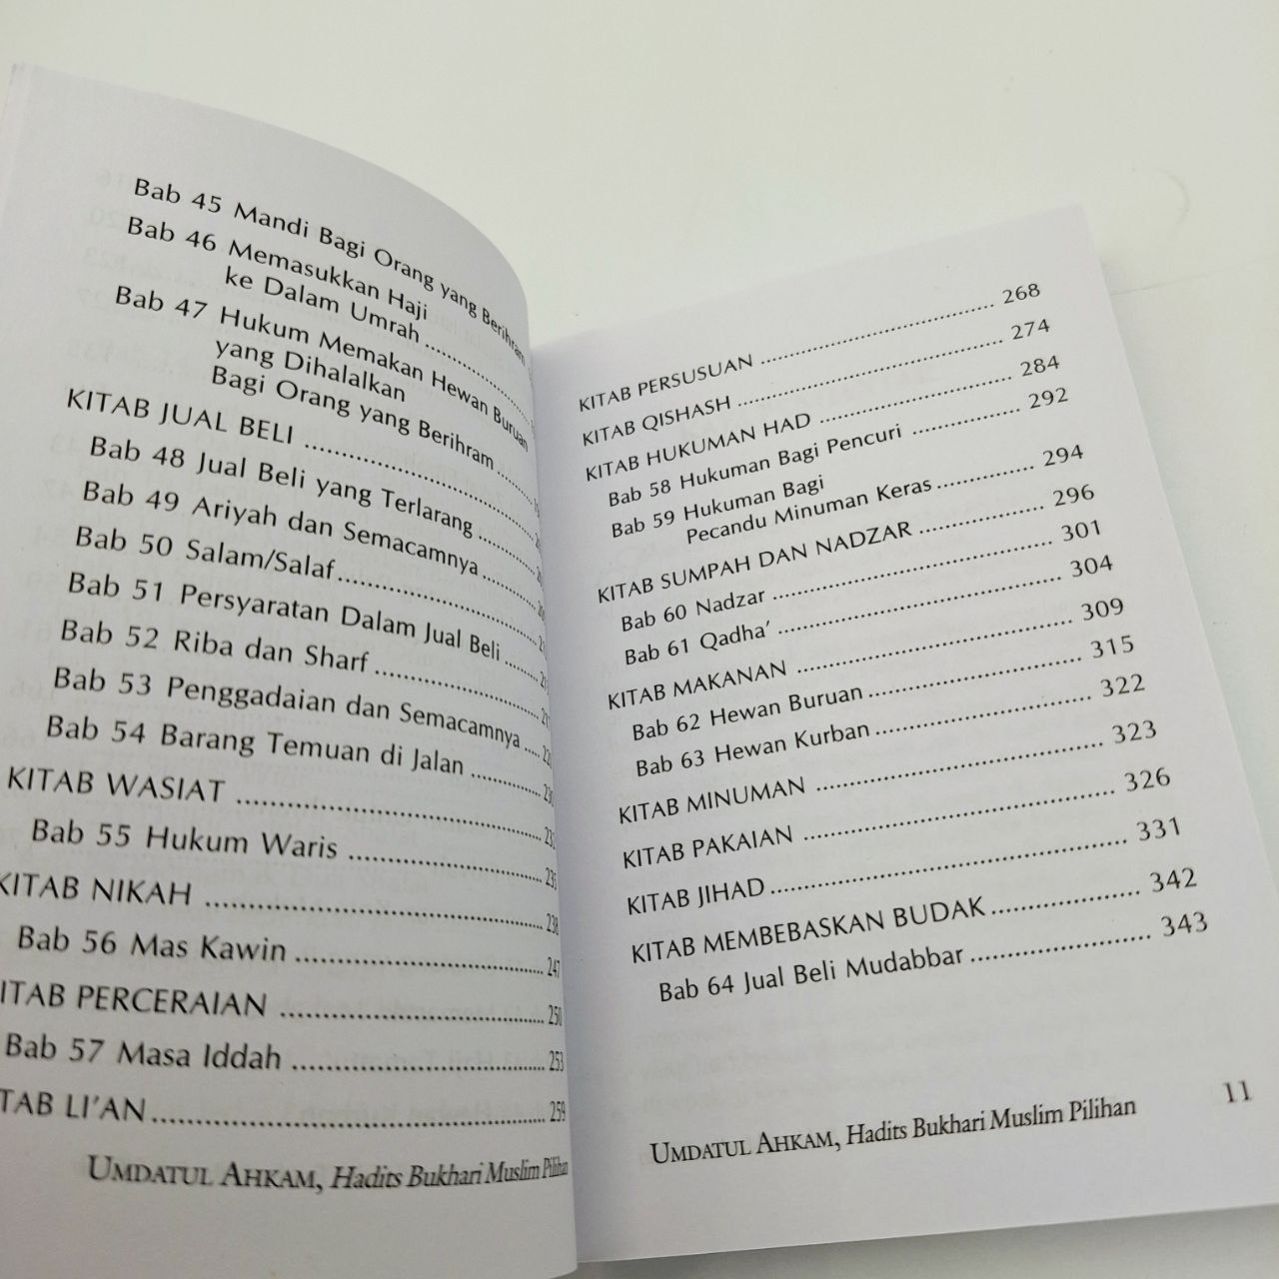 Bab 45 Mandi Bagi Orang yang Berihram
Bab 46 Memasukkan Haji
ke Dalam Umrah ....................
Bab 47 Hukum Memakan Hewan Buruan
yang Dihalalkan
Bagi Orang yang Berihram ........
KITAB JUAL BELI ........................................
Bab 48 Jual Beli yang Terlarang ............
Bab 49 Ariyah dan Semacamnya ............
Bab 50 Salam/Salaf....................................
Bab 51 Persyaratan Dalam Jual Beli ........
Bab 52 Riba dan Sharf ................................
Bab 53 Penggadaian dan Semacamnya .....
Bab 54 Barang Temuan di Jalan ..............
KITAB WASIAT ................................................
Bab 55 Hukum Waris ................................
KITAB NIKAH .................................................... 238
Bab 56 Mas Kawin ........................................ 247
ITAB PERCERAIAN ........................................ 250
Bab 57 Masa Iddah ........................................ 253
TAB LI'AN............................................................ 259
UMDATUL AHKAM, Hadits Bukhari Muslim Pilihan
KITAB PERSUSUAN ........................................ 268
KITAB QISHASH ............................................ 274
KITAB HUKUMAN HAD ................................ 284
Bab 58 Hukuman Bagi Pencuri ................ 292
Bab 59 Hukuman Bagi
Pecandu Minuman Keras ............... 294
KITAB SUMPAH DAN NADZAR .................... 296
Bab 60 Nadzar ............................................ 301
Bab 61 Qadha' ............................................ 304
KITAB MAKANAN ............................................ 309
Bab 62 Hewan Buruan ................................ 315
Bab 63 Hewan Kurban ................................ 322
KITAB MINUMAN ............................................ 323
KITAB PAKAIAN ................................................ 326
KITAB JIHAD ..................................................... 331
KITAB MEMBEBASKAN BUDAK ...................... 342
Bab 64 Jual Beli Mudabbar ........................... 343
UMDATUL AHKAM, Hadits Bukhari Muslim Pilihan
11